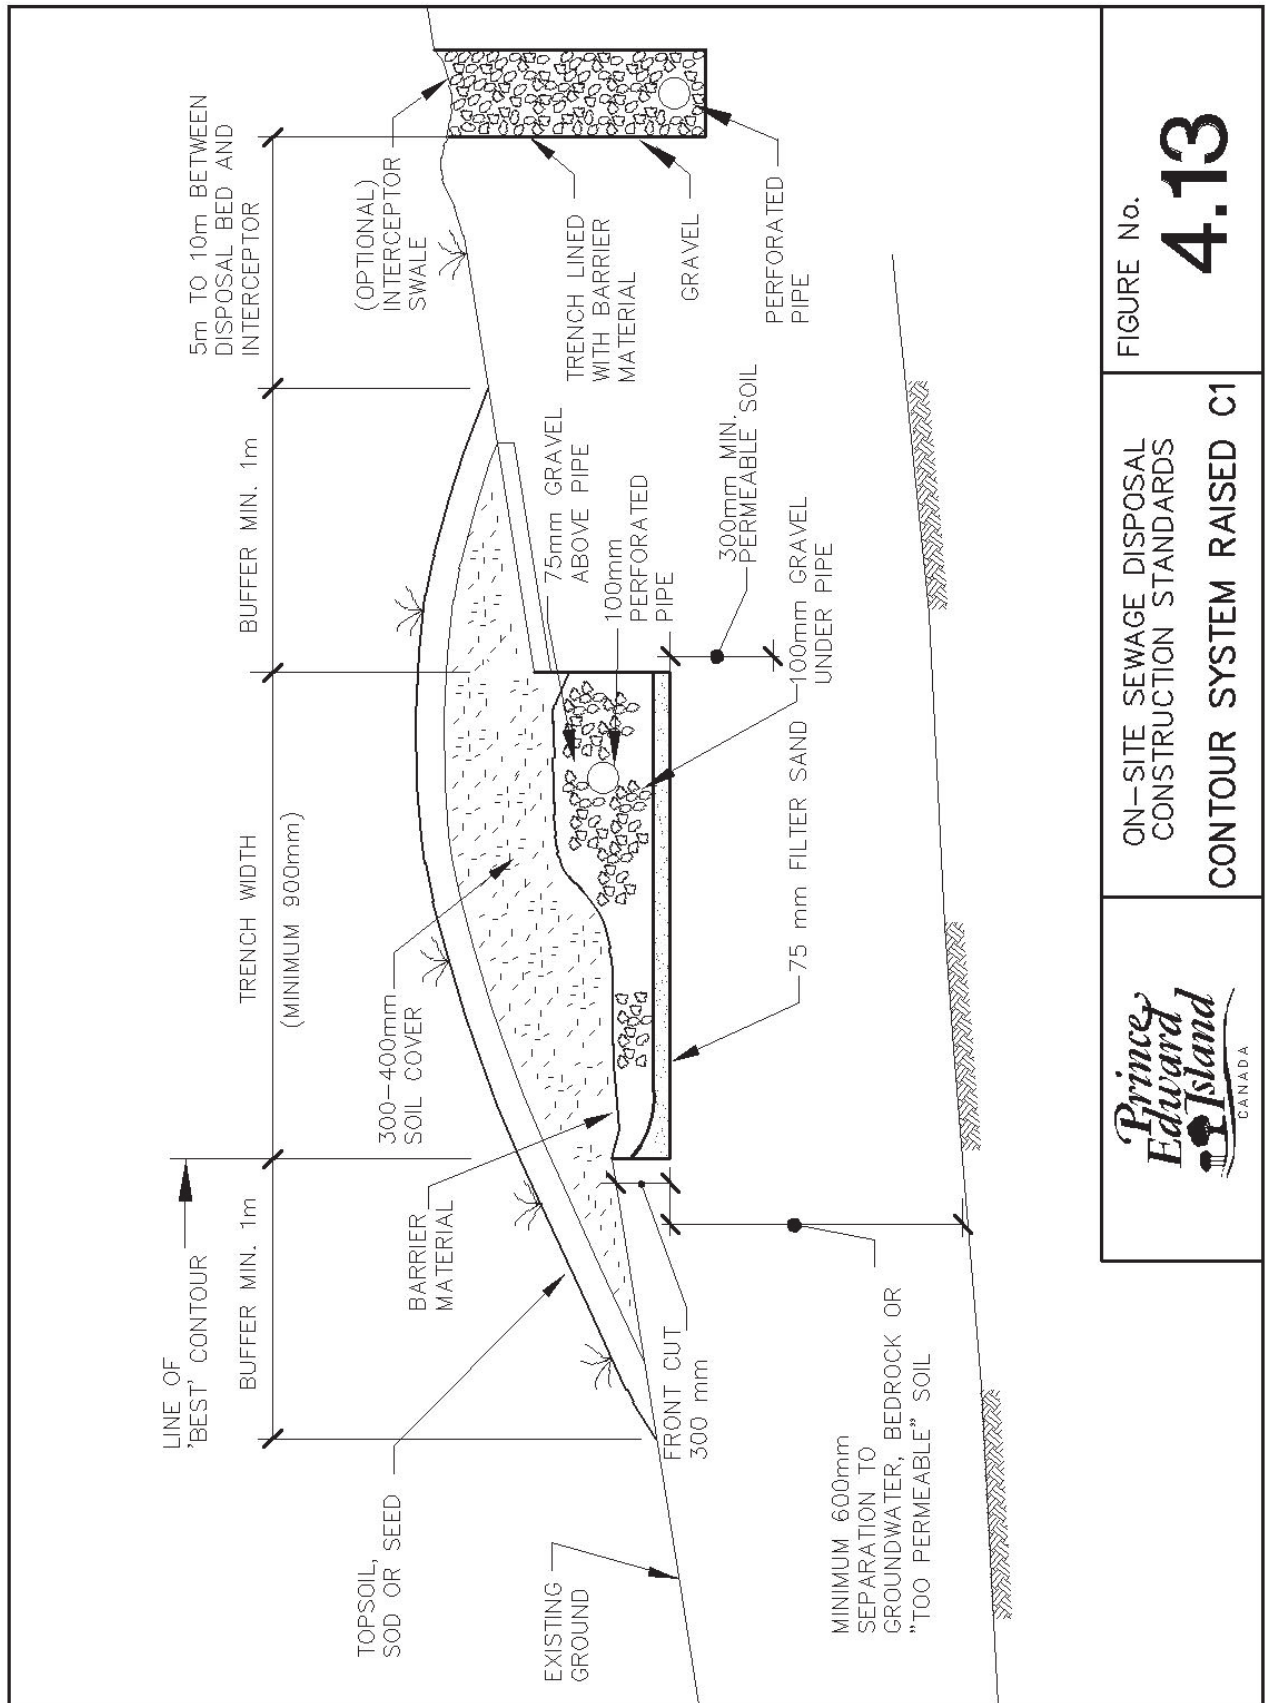 LINE OF
'BEST' CONTOUR
BUFFER MIN. 1m
TRENCH WIDTH
(MINIMUM 900mm)
BUFFER MIN. 1m
5m TO 10m BETWEEN
DISPOSAL BED AND
INTERCEPTOR
TOPSOIL,
SOD OR SEED
BARRIER
MATERIAL
300-400mm
SOIL COVER
(OPTIONAL)
INTERCEPTOR
SWALE
EXISTING
GROUND
FRONT CUT
300 mm
75mm GRAVEL
ABOVE PIPE
100mm
PERFORATED
PIPE
TRENCH LINED
WITH BARRIER
MATERIAL
GRAVEL
PERFORATED
PIPE
300mm MIN.
PERMEABLE SOIL
100mm GRAVEL
UNDER PIPE
75 mm FILTER SAND
MINIMUM 600mm
SEPARATION TO
GROUNDWATER, BEDROCK OR
"TOO PERMEABLE" SOIL
Prince
Edward
Island
CANADA
ON-SITE SEWAGE DISPOSAL
CONSTRUCTION STANDARDS
CONTOUR SYSTEM RAISED C1
FIGURE No.
4.13